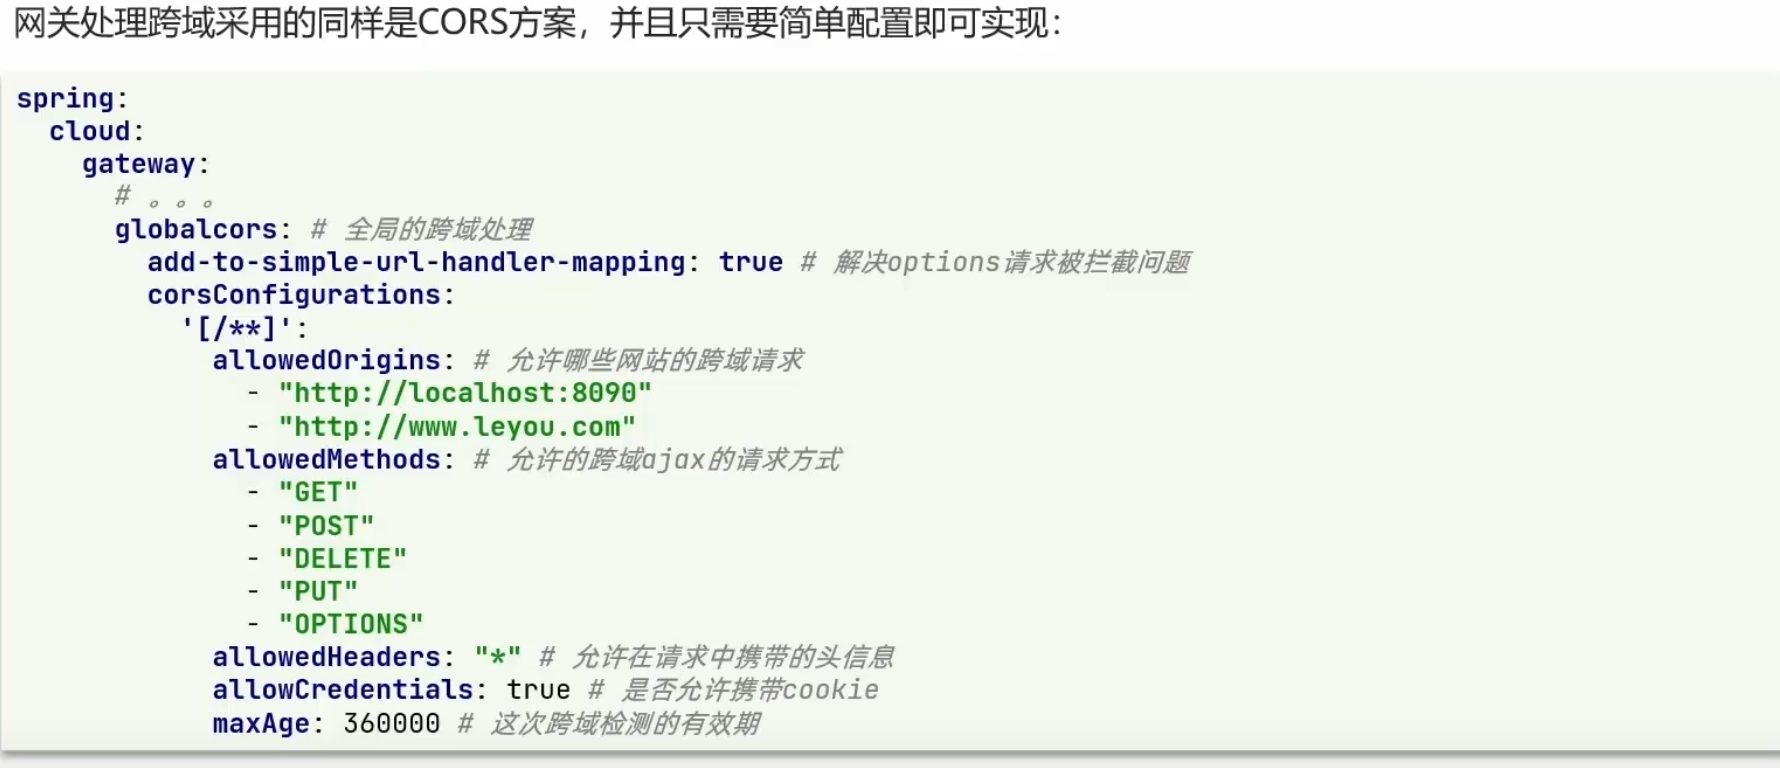 网关处理跨域采用的同样是CORS方案，并且只需要简单配置即可实现：
spring:
  cloud:
    gateway:
      # 。。。
      globalcors: # 全局的跨域处理
        add-to-simple-url-handler-mapping: true # 解决options请求被拦截问题
        corsConfigurations:
          '[/**]':
            allowedOrigins: # 允许哪些网站的跨域请求
              - "http://localhost:8090"
              - "http://www.leyou.com"
            allowedMethods: # 允许的跨域ajax的请求方式
              - "GET"
              - "POST"
              - "DELETE"
              - "PUT"
              - "OPTIONS"
            allowedHeaders: "*" # 允许在请求中携带的头信息
            allowCredentials: true # 是否允许携带cookie
            maxAge: 360000 # 这次跨域检测的有效期